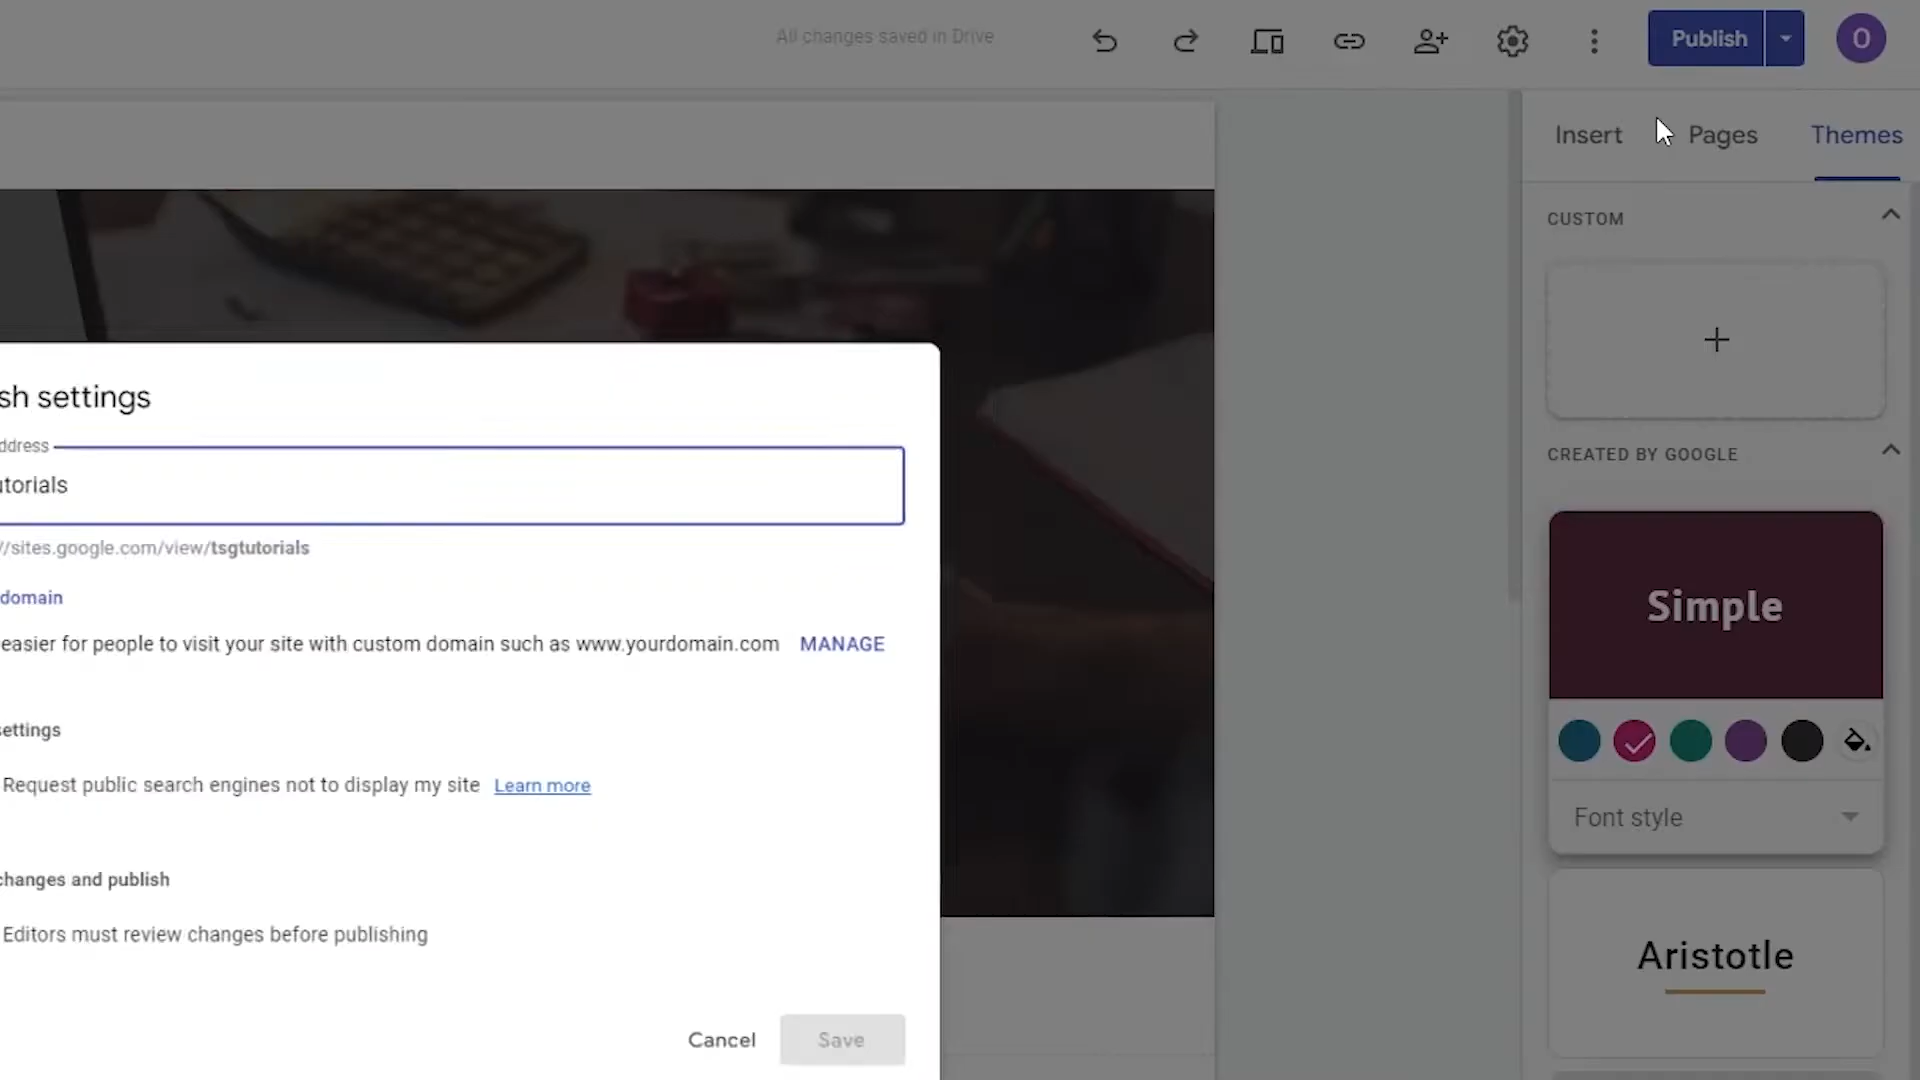 All changes saved in Drive
Publish
O
Insert
Pages
Themes
CUSTOM
CREATED BY GOOGLE
Simple
Font style
Aristotle
sh settings
ddress
utorials
//sites.google.com/view/tsgtutorials
domain
easier for people to visit your site with custom domain such as www.yourdomain.com MANAGE
settings
Request public search engines not to display my site Learn more
changes and publish
Editors must review changes before publishing
Cancel
Save